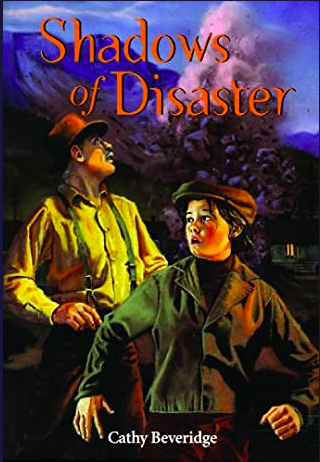 Shadows
of Disaster
Cathy Beveridge